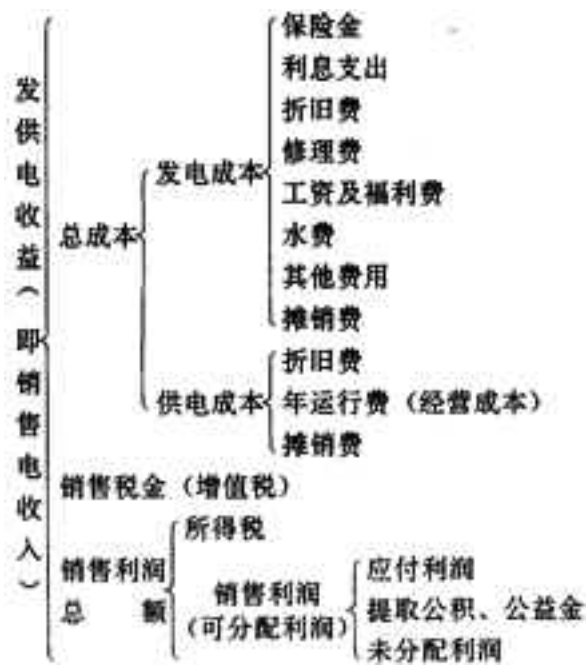 发供电收益（即销售电收入）
总成本
发电成本
保险金
利息支出
折旧费
修理费
工资及福利费
水费
其他费用
摊销费
供电成本
折旧费
年运行费（经营成本）
摊销费
销售税金（增值税）
销售利润
总额
所得税
销售利润
（可分配利润）
应付利润
提取公积、公益金
未分配利润